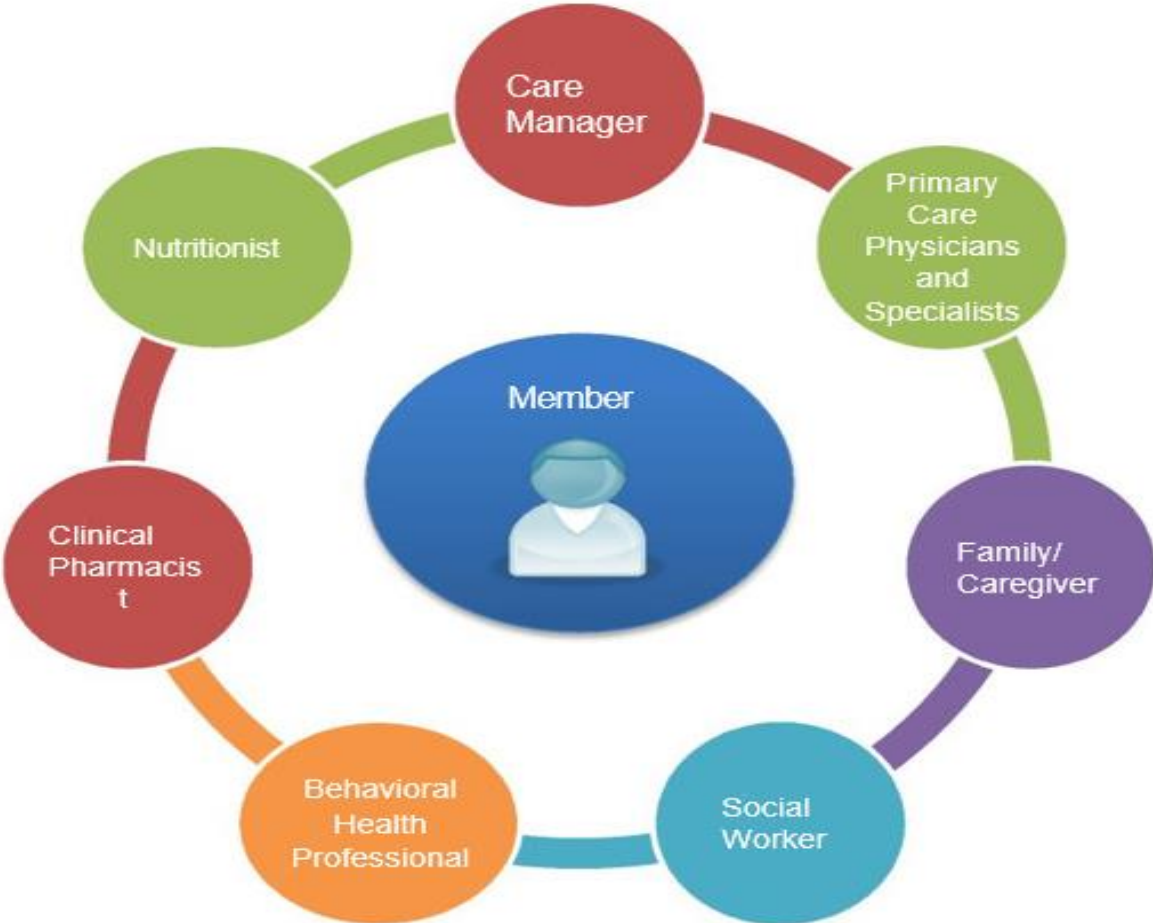 Care
Manager
Primary
Care
Physicians
and
Specialists
Nutritionist
Member
Clinical
Pharmacis
t
Family/
Caregiver
Behavioral
Health
Professional
Social
Worker